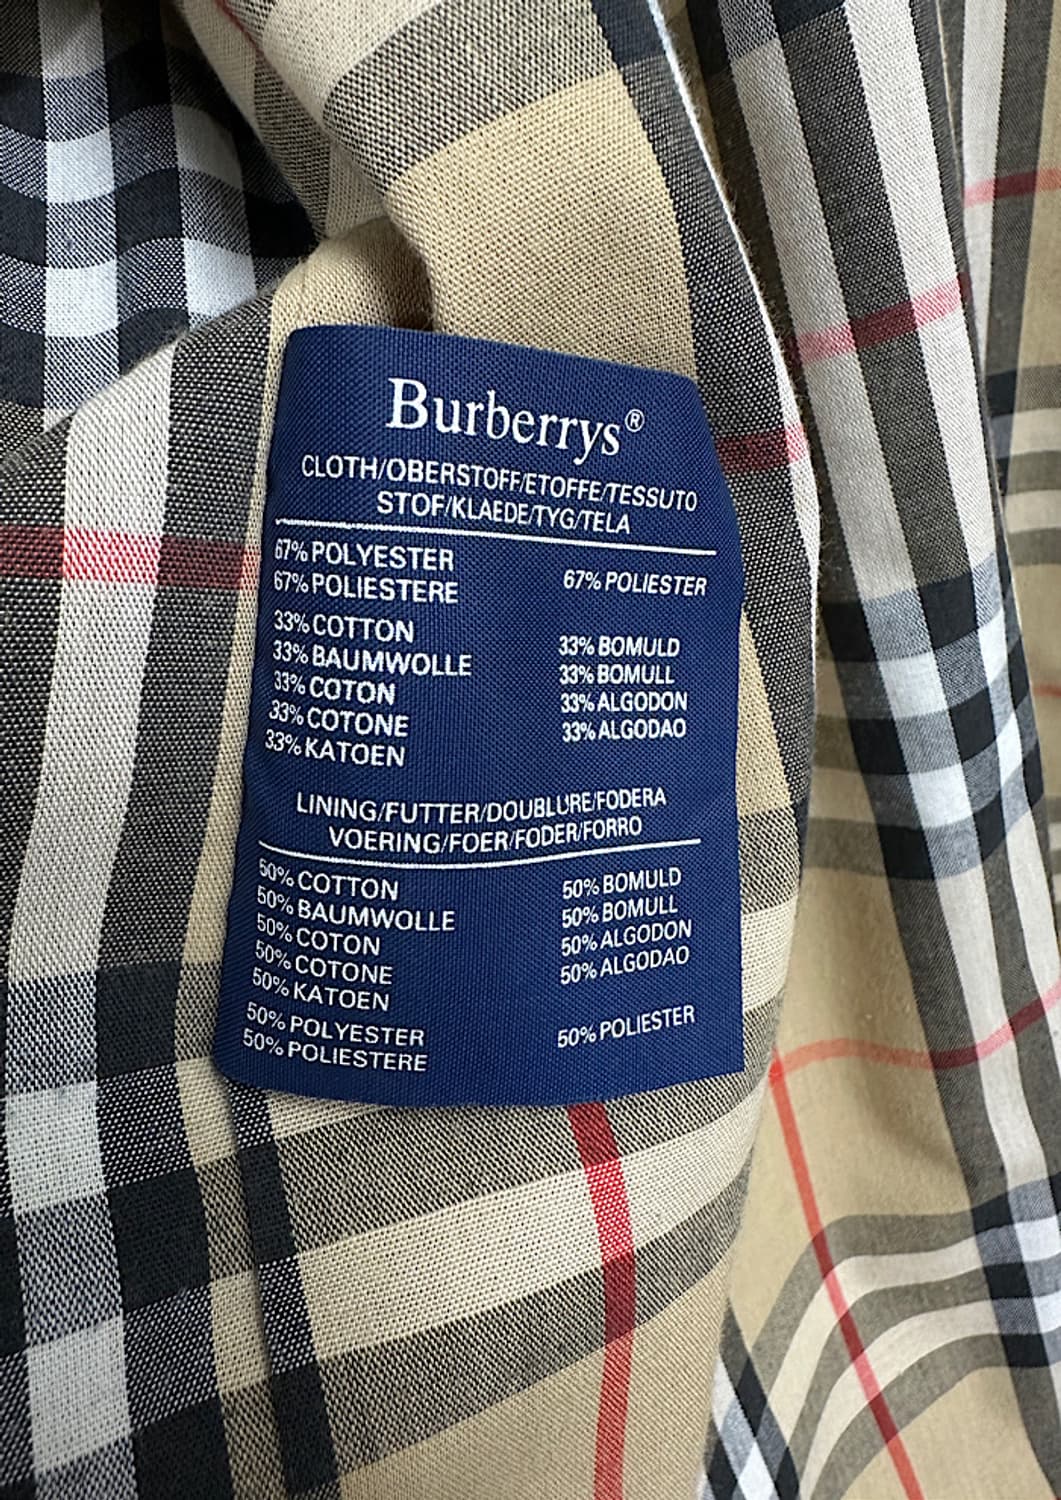 Burberrys®
CLOTH/OBERSTOFF/ETOFFE/TESSUTO
STOF/KLAEDE/TYG/TELA
67% POLYESTER
67% POLIESTERE
67% POLIESTER
33% COTTON
33% BAUMWOLLE
33% COTON
33% COTONE
33% KATOEN
33% BOMULD
33% BOMULL
33% ALGODON
33% ALGODAO
LINING/FUTTER/DOUBLURE/FODERA
VOERING/FOER/FODER/FORRO
50% COTTON
50% BAUMWOLLE
50% COTON
50% COTONE
50% KATOEN
50% BOMULD
50% BOMULL
50% ALGODON
50% ALGODAO
50% POLYESTER
50% POLIESTERE
50% POLIESTER